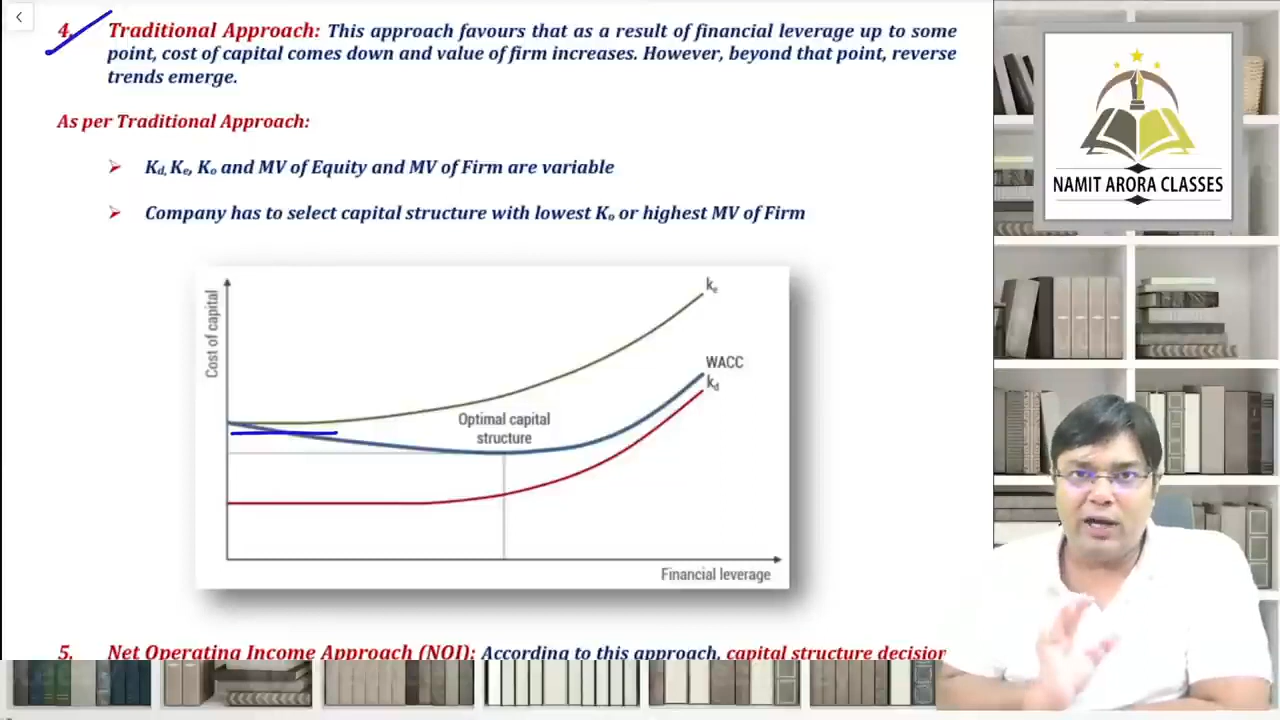 4. Traditional Approach: This approach favours that as a result of financial leverage up to some
point, cost of capital comes down and value of firm increases. However, beyond that point, reverse
trends emerge.
As per Traditional Approach:
Kd, Ke, Ko and MV of Equity and MV of Firm are variable
Company has to select capital structure with lowest Ko or highest MV of Firm
Cost of capital
ke
WACC
kd
Optimal capital
structure
Financial leverage
5. Net Operating Income Approach (NOI): According to this approach, capital structure decision
NAMIT ARORA CLASSES